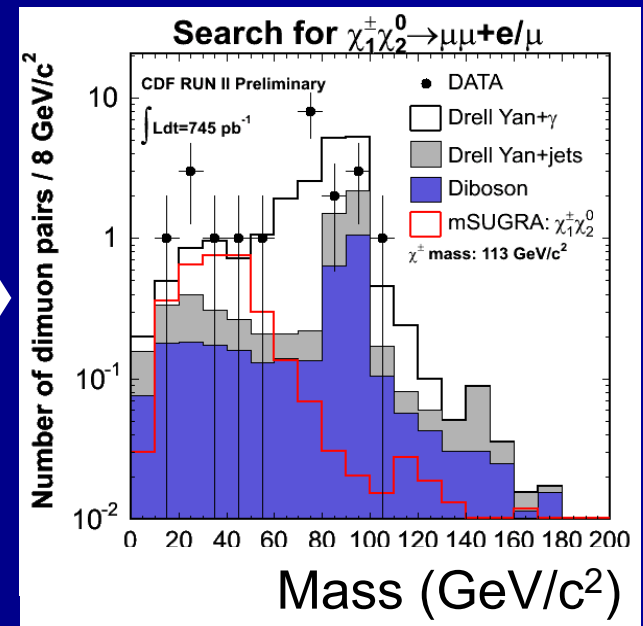 Search for χ₁^±χ₂⁰→μμ+e/μ
CDF RUN II Preliminary
∫Ldt=745 pb⁻¹
DATA
Drell Yan+γ
Drell Yan+jets
Diboson
mSUGRA: χ₁^±χ₂⁰
χ^± mass: 113 GeV/c²
Number of dimuon pairs / 8 GeV/c²
10
1
10⁻¹
10⁻²
0 20 40 60 80 100 120 140 160 180 200
Mass (GeV/c²)